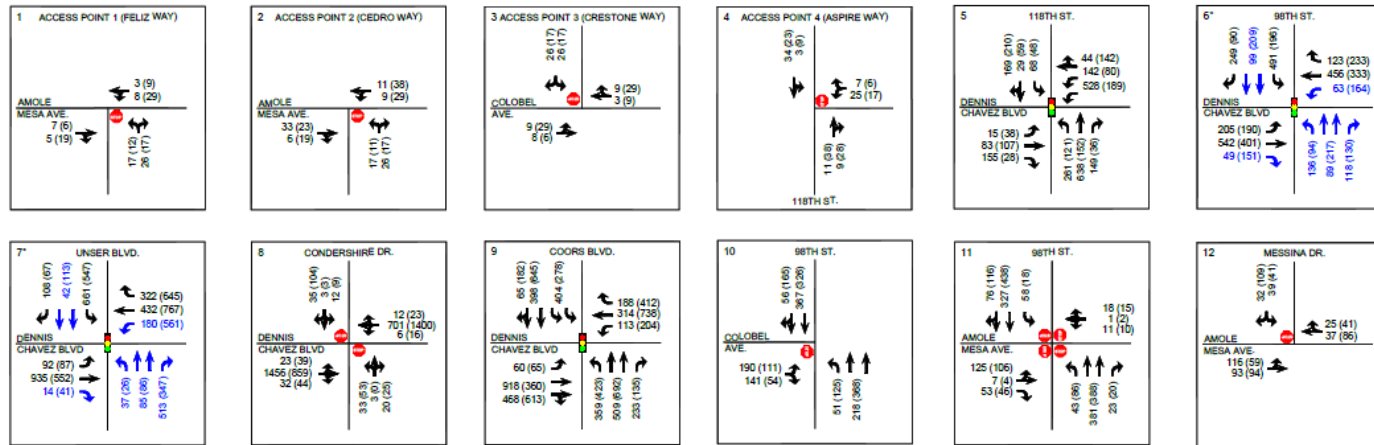 1 ACCESS POINT 1 (FELIZ WAY)
3 (9)
8 (29)
AMOLE
MESA AVE.
7 (6)
5 (19)
STOP
17 (12)
26 (17)
2 ACCESS POINT 2 (CEDRO WAY)
11 (38)
9 (29)
AMOLE
MESA AVE.
33 (23)
6 (19)
STOP
17 (11)
26 (17)
3 ACCESS POINT 3 (CRESTONE WAY)
26 (17)
26 (17)
STOP
9 (29)
3 (9)
COLOBEL
AVE.
9 (29)
8 (6)
4 ACCESS POINT 4 (ASPIRE WAY)
34 (23)
3 (9)
7 (6)
25 (17)
11 (38)
9 (28)
118TH ST.
5 118TH ST.
169 (210)
29 (59)
68 (48)
44 (142)
142 (80)
528 (189)
DENNIS
CHAVEZ BLVD
15 (38)
83 (107)
155 (28)
261 (121)
638 (152)
149 (36)
6* 98TH ST.
249 (90)
99 (209)
491 (196)
123 (233)
456 (333)
63 (164)
DENNIS
CHAVEZ BLVD
205 (190)
542 (401)
49 (151)
136 (94)
89 (217)
118 (130)
7* UNSER BLVD.
108 (67)
42 (113)
661 (547)
322 (645)
432 (767)
180 (561)
DENNIS
CHAVEZ BLVD
92 (87)
935 (552)
14 (41)
37 (26)
85 (86)
513 (347)
8 CONDERSHIRE DR.
35 (104)
3 (3)
12 (9)
12 (23)
701 (1400)
6 (16)
DENNIS
CHAVEZ BLVD
23 (39)
1456 (859)
32 (44)
33 (53)
3 (0)
20 (25)
9 COORS BLVD.
65 (182)
398 (645)
404 (278)
188 (412)
314 (738)
113 (204)
DENNIS
CHAVEZ BLVD
60 (65)
918 (360)
468 (613)
359 (423)
509 (692)
233 (135)
10 98TH ST.
56 (165)
367 (326)
COLOBEL
AVE.
190 (111)
141 (54)
51 (125)
218 (368)
11 98TH ST.
76 (116)
327 (438)
58 (18)
18 (15)
1 (2)
11 (10)
AMOLE
MESA AVE.
125 (106)
7 (4)
53 (46)
43 (86)
381 (388)
23 (20)
12 MESSINA DR.
32 (109)
39 (41)
STOP
25 (41)
37 (86)
AMOLE
MESA AVE.
116 (59)
93 (94)